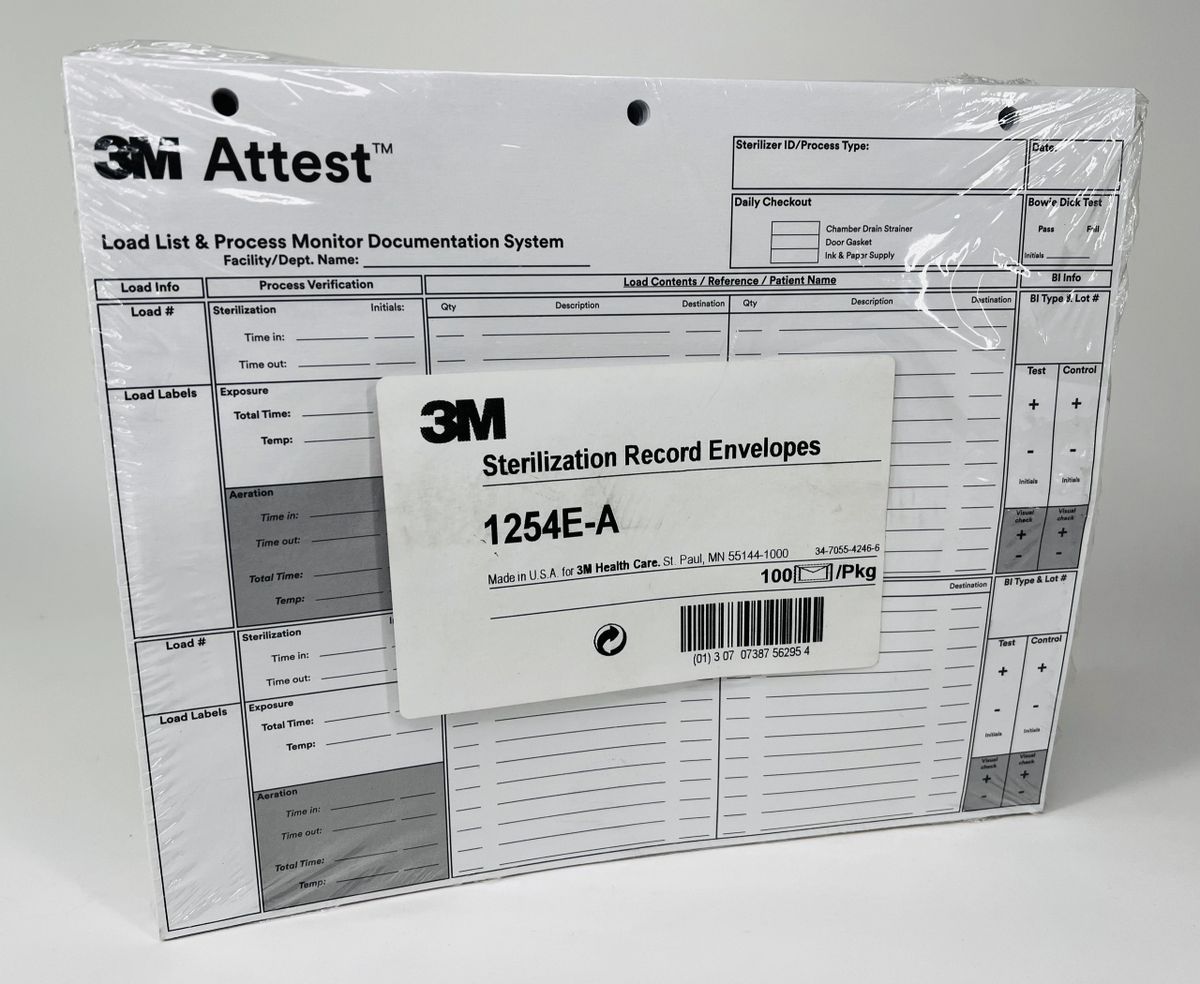 3M Attest™
Sterilizer ID/Process Type:
Date:
Daily Checkout
Chamber Drain Strainer
Door Gasket
Ink & Paper Supply
Bowie Dick Test
Pass Fail
Initials
Load List & Process Monitor Documentation System
Facility/Dept. Name:
Load Info Process Verification Load Contents / Reference / Patient Name BI Info
Load # Sterilization Initials: Qty Description Destination Qty Description Destination BI Type & Lot #
Time in:
Time out:
Load Labels Exposure
Total Time:
Temp:
Test Control
+ +
- -
Initials Initials
Aeration
Time in:
Time out:
Total Time:
Temp:
Visual check Visual check
+ +
- -
3M
Sterilization Record Envelopes
1254E-A
Made in U.S.A. for 3M Health Care. St. Paul, MN 55144-1000 34-7055-4246-6
100 /Pkg
(01) 3 07 07387 56295 4
Load # Sterilization
Time in:
Time out:
Destination BI Type & Lot #
Load Labels Exposure
Total Time:
Temp:
Test Control
+ +
- -
Initials Initials
Aeration
Time in:
Time out:
Total Time:
Temp:
Visual check Visual check
+ +
- -